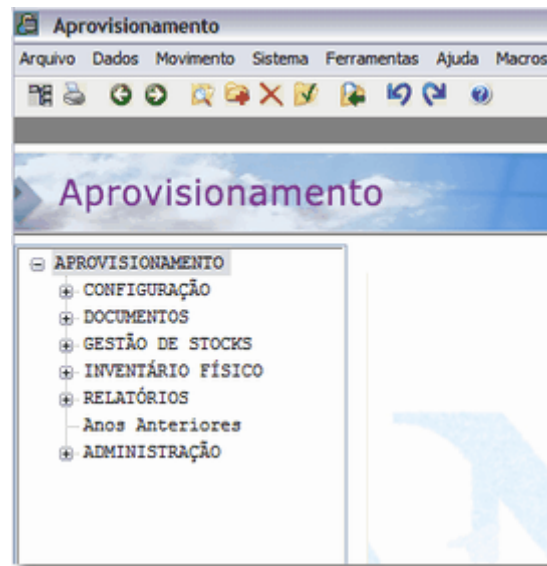 Aprovisionamento
Arquivo Dados Movimento Sistema Ferramentas Ajuda Macros
Aprovisionamento
APROVISIONAMENTO
CONFIGURAÇÃO
DOCUMENTOS
GESTÃO DE STOCKS
INVENTÁRIO FÍSICO
RELATÓRIOS
Anos Anteriores
ADMINISTRAÇÃO